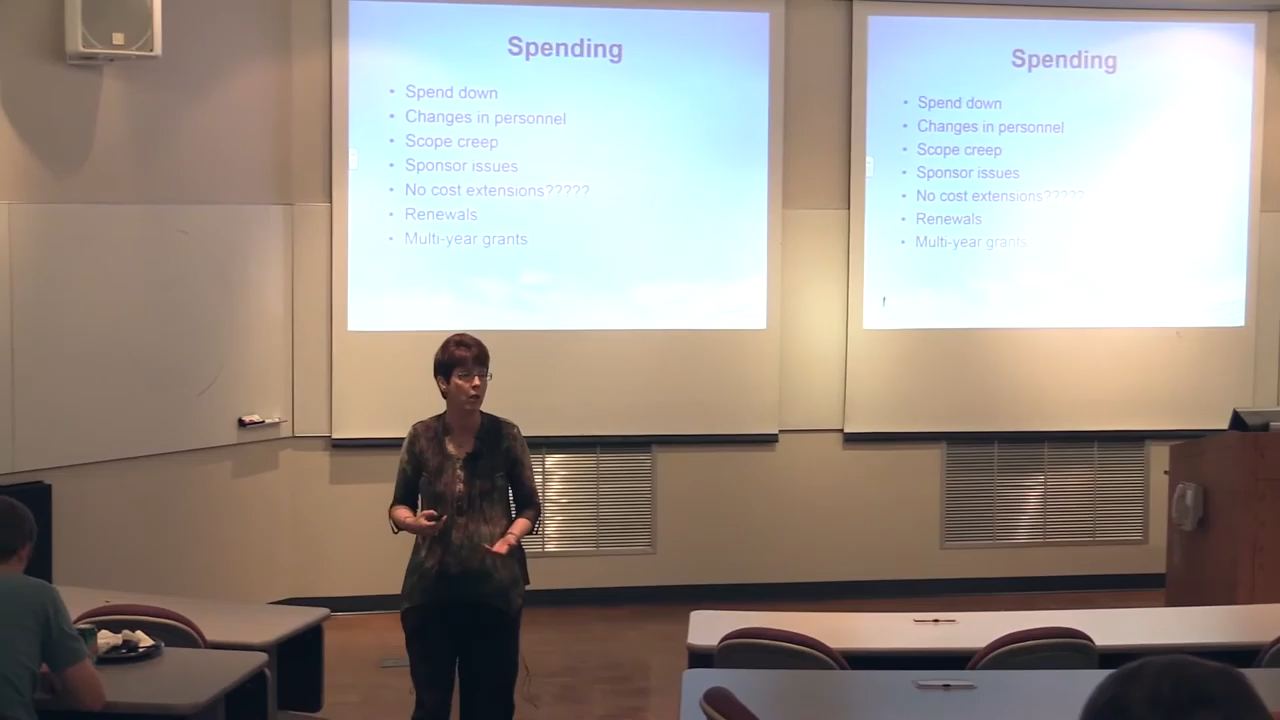 Spending
• Spend down
• Changes in personnel
• Scope creep
• Sponsor issues
• No cost extensions?????
• Renewals
• Multi-year grants
Spending
• Spend down
• Changes in personnel
• Scope creep
• Sponsor issues
• No cost extensions?????
• Renewals
• Multi-year grants